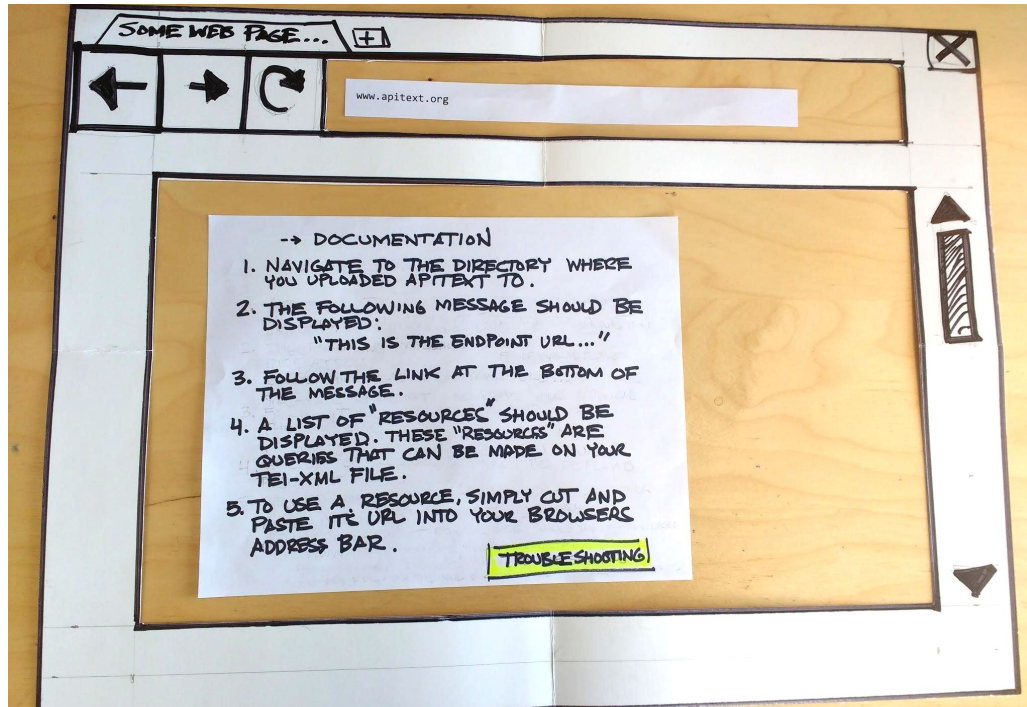 SOME WEB PAGE...
www.apitext.org
--> DOCUMENTATION
1. NAVIGATE TO THE DIRECTORY WHERE
YOU UPLOADED APITEXT TO.
2. THE FOLLOWING MESSAGE SHOULD BE
DISPLAYED:
"THIS IS THE ENDPOINT URL..."
3. FOLLOW THE LINK AT THE BOTTOM OF
THE MESSAGE.
4. A LIST OF "RESOURCES" SHOULD BE
DISPLAYED. THESE "RESOURCES" ARE
QUERIES THAT CAN BE MADE ON YOUR
TEI-XML FILE.
5. TO USE A RESOURCE, SIMPLY CUT AND
PASTE ITS URL INTO YOUR BROWSERS
ADDRESS BAR.
TROUBLESHOOTING